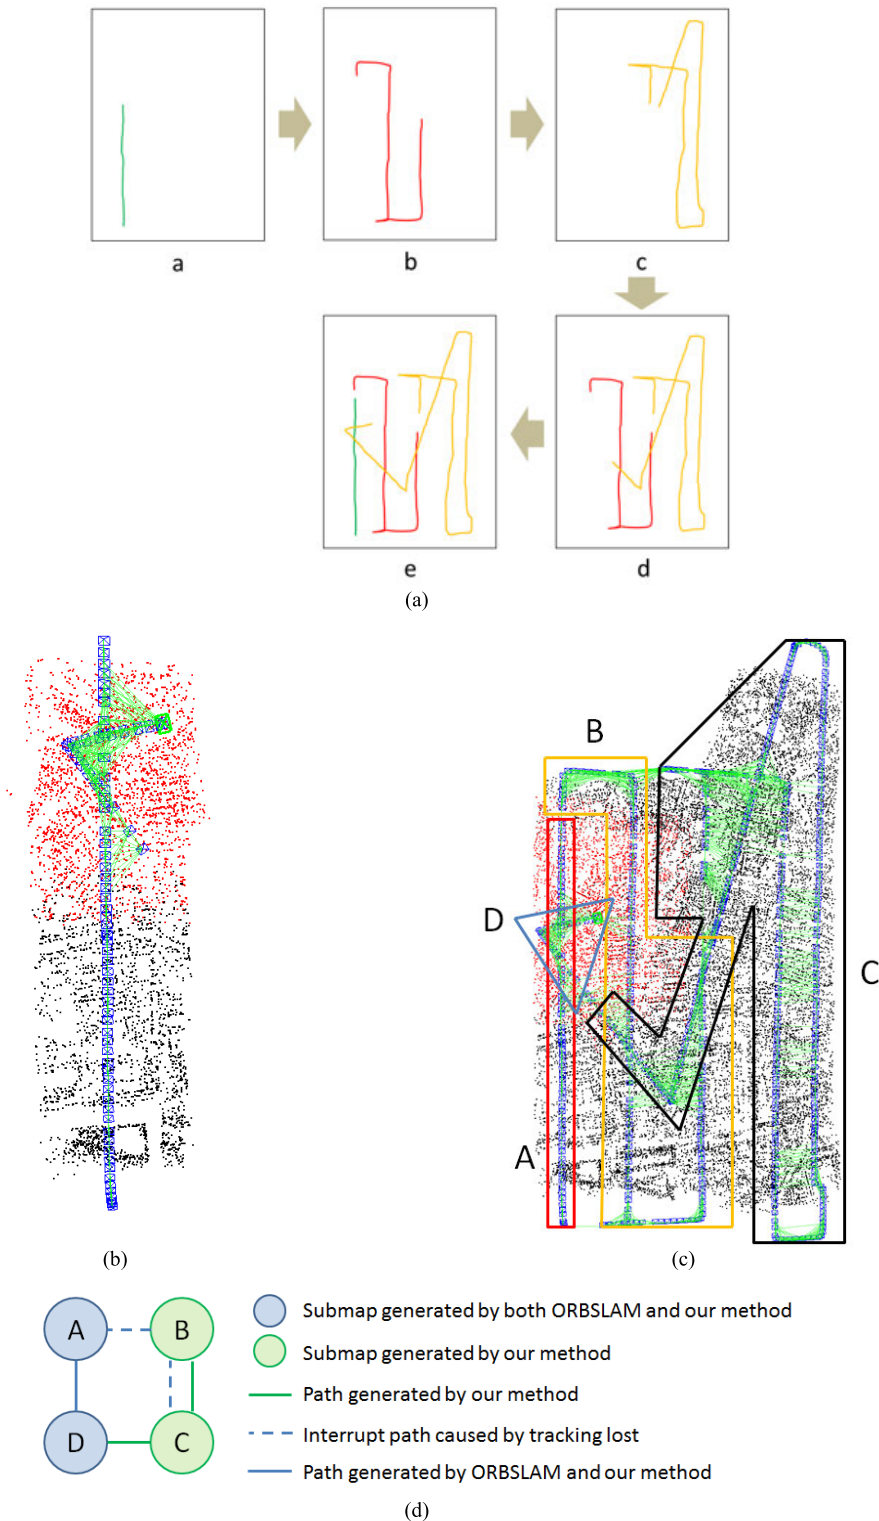 a
b
c
e
d
(a)
B
D
C
A
(b)
(c)
A
B
Submap generated by both ORBSLAM and our method
Submap generated by our method
Path generated by our method
D
C
Interrupt path caused by tracking lost
Path generated by ORBSLAM and our method
(d)